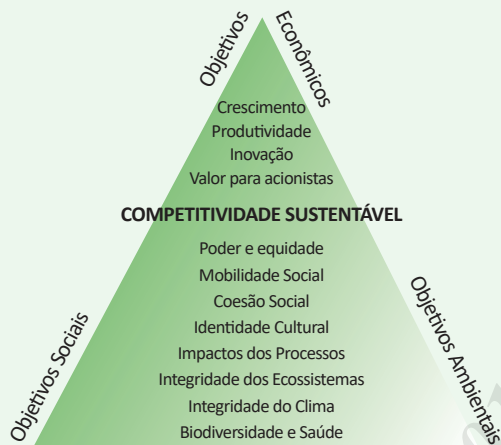 Objetivos
Econômicos
Crescimento
Produtividade
Inovação
Valor para acionistas
COMPETITIVIDADE SUSTENTÁVEL
Poder e equidade
Mobilidade Social
Coesão Social
Identidade Cultural
Impactos dos Processos
Integridade dos Ecossistemas
Integridade do Clima
Biodiversidade e Saúde
Objetivos Sociais
Objetivos Ambientais